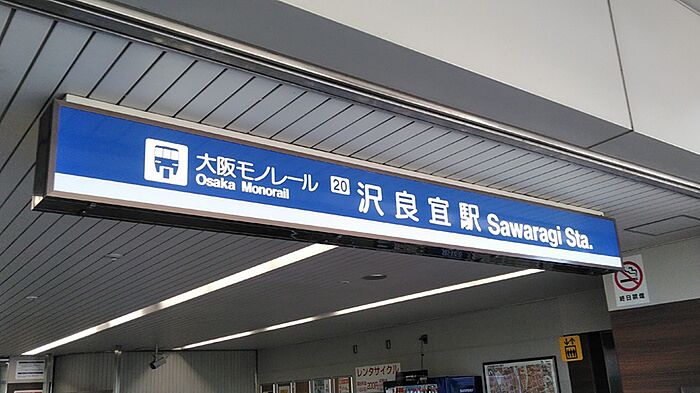 大阪モノレール
Osaka Monorail
20 沢良宜駅 Sawaragi Sta.
終日禁煙
レンタサイクル